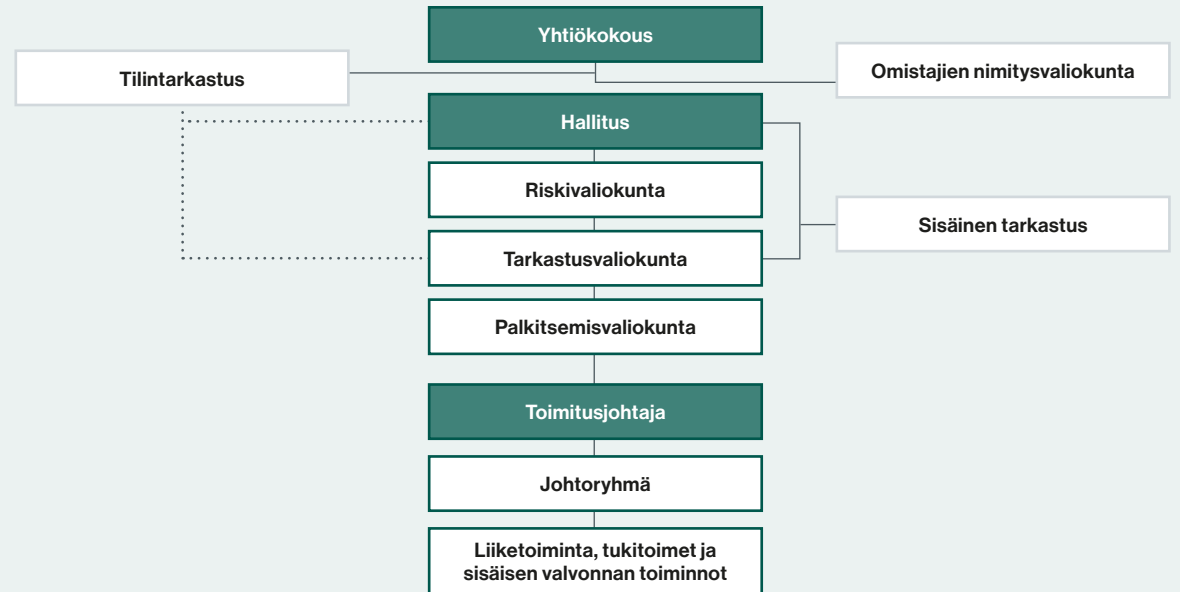 Yhtiökokous
Tilintarkastus
Omistajien nimitysvaliokunta
Hallitus
Riskivaliokunta
Sisäinen tarkastus
Tarkastusvaliokunta
Palkitsemisvaliokunta
Toimitusjohtaja
Johtoryhmä
Liiketoiminta, tukitoimet ja
sisäisen valvonnan toiminnot